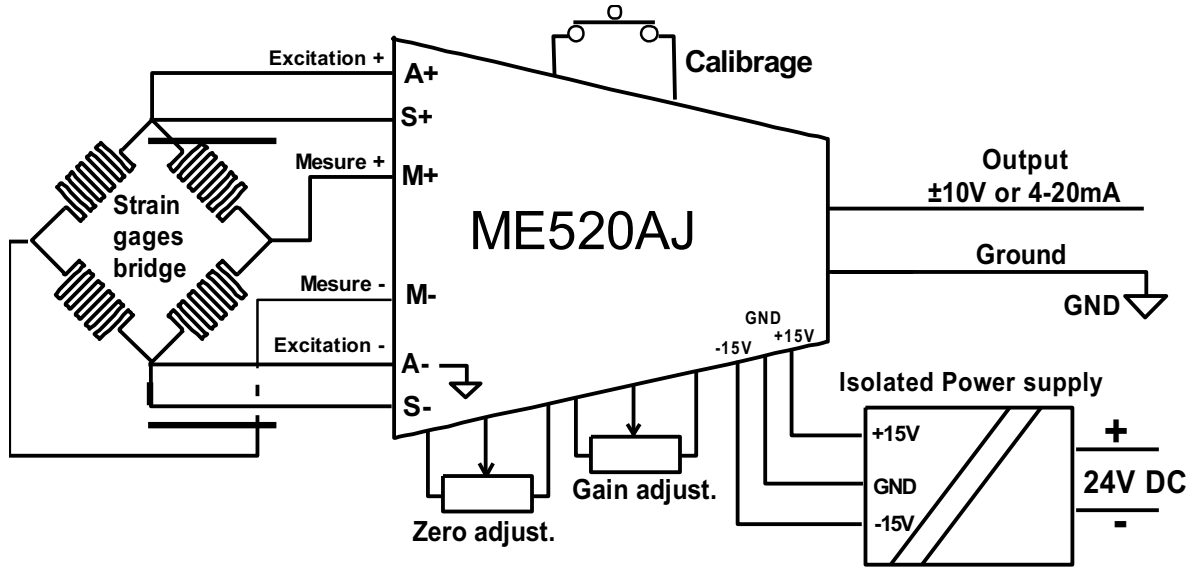 Excitation +
Calibrage
A+
S+
Mesure +
M+
Output
±10V or 4-20mA
Strain
gages
bridge
ME520AJ
Ground
Mesure -
M-
GND
GND
-15V
+15V
Excitation -
A-
S-
Isolated Power supply
+15V
+
GND
24V DC
-15V
-
Gain adjust.
Zero adjust.